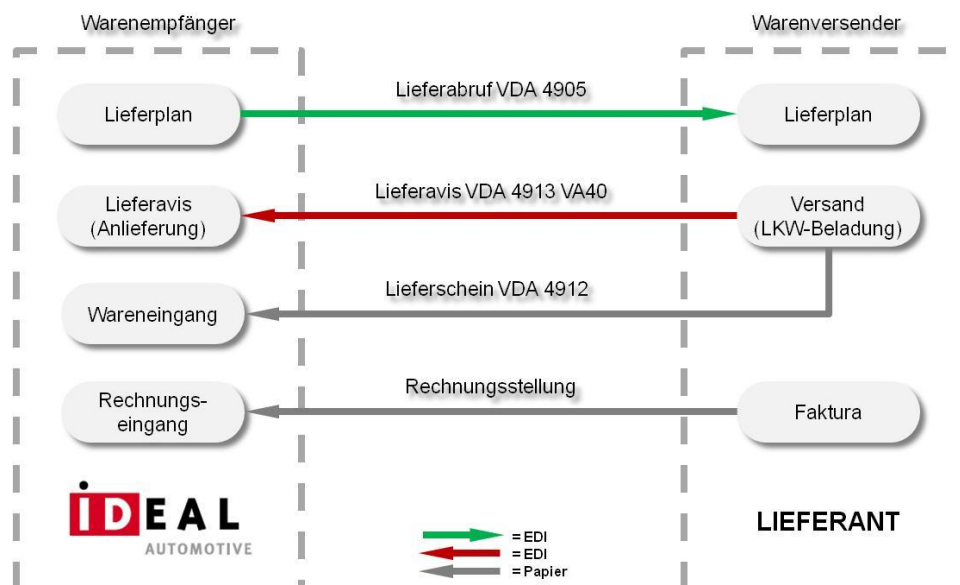 Warenempfänger
Warenversender
Lieferplan
Lieferabruf VDA 4905
Lieferplan
Lieferavis
(Anlieferung)
Lieferavis VDA 4913 VA40
Versand
(LKW-Beladung)
Wareneingang
Lieferschein VDA 4912
Rechnungs-
eingang
Rechnungsstellung
Faktura
iDEAL
AUTOMOTIVE
= EDI
= EDI
= Papier
LIEFERANT